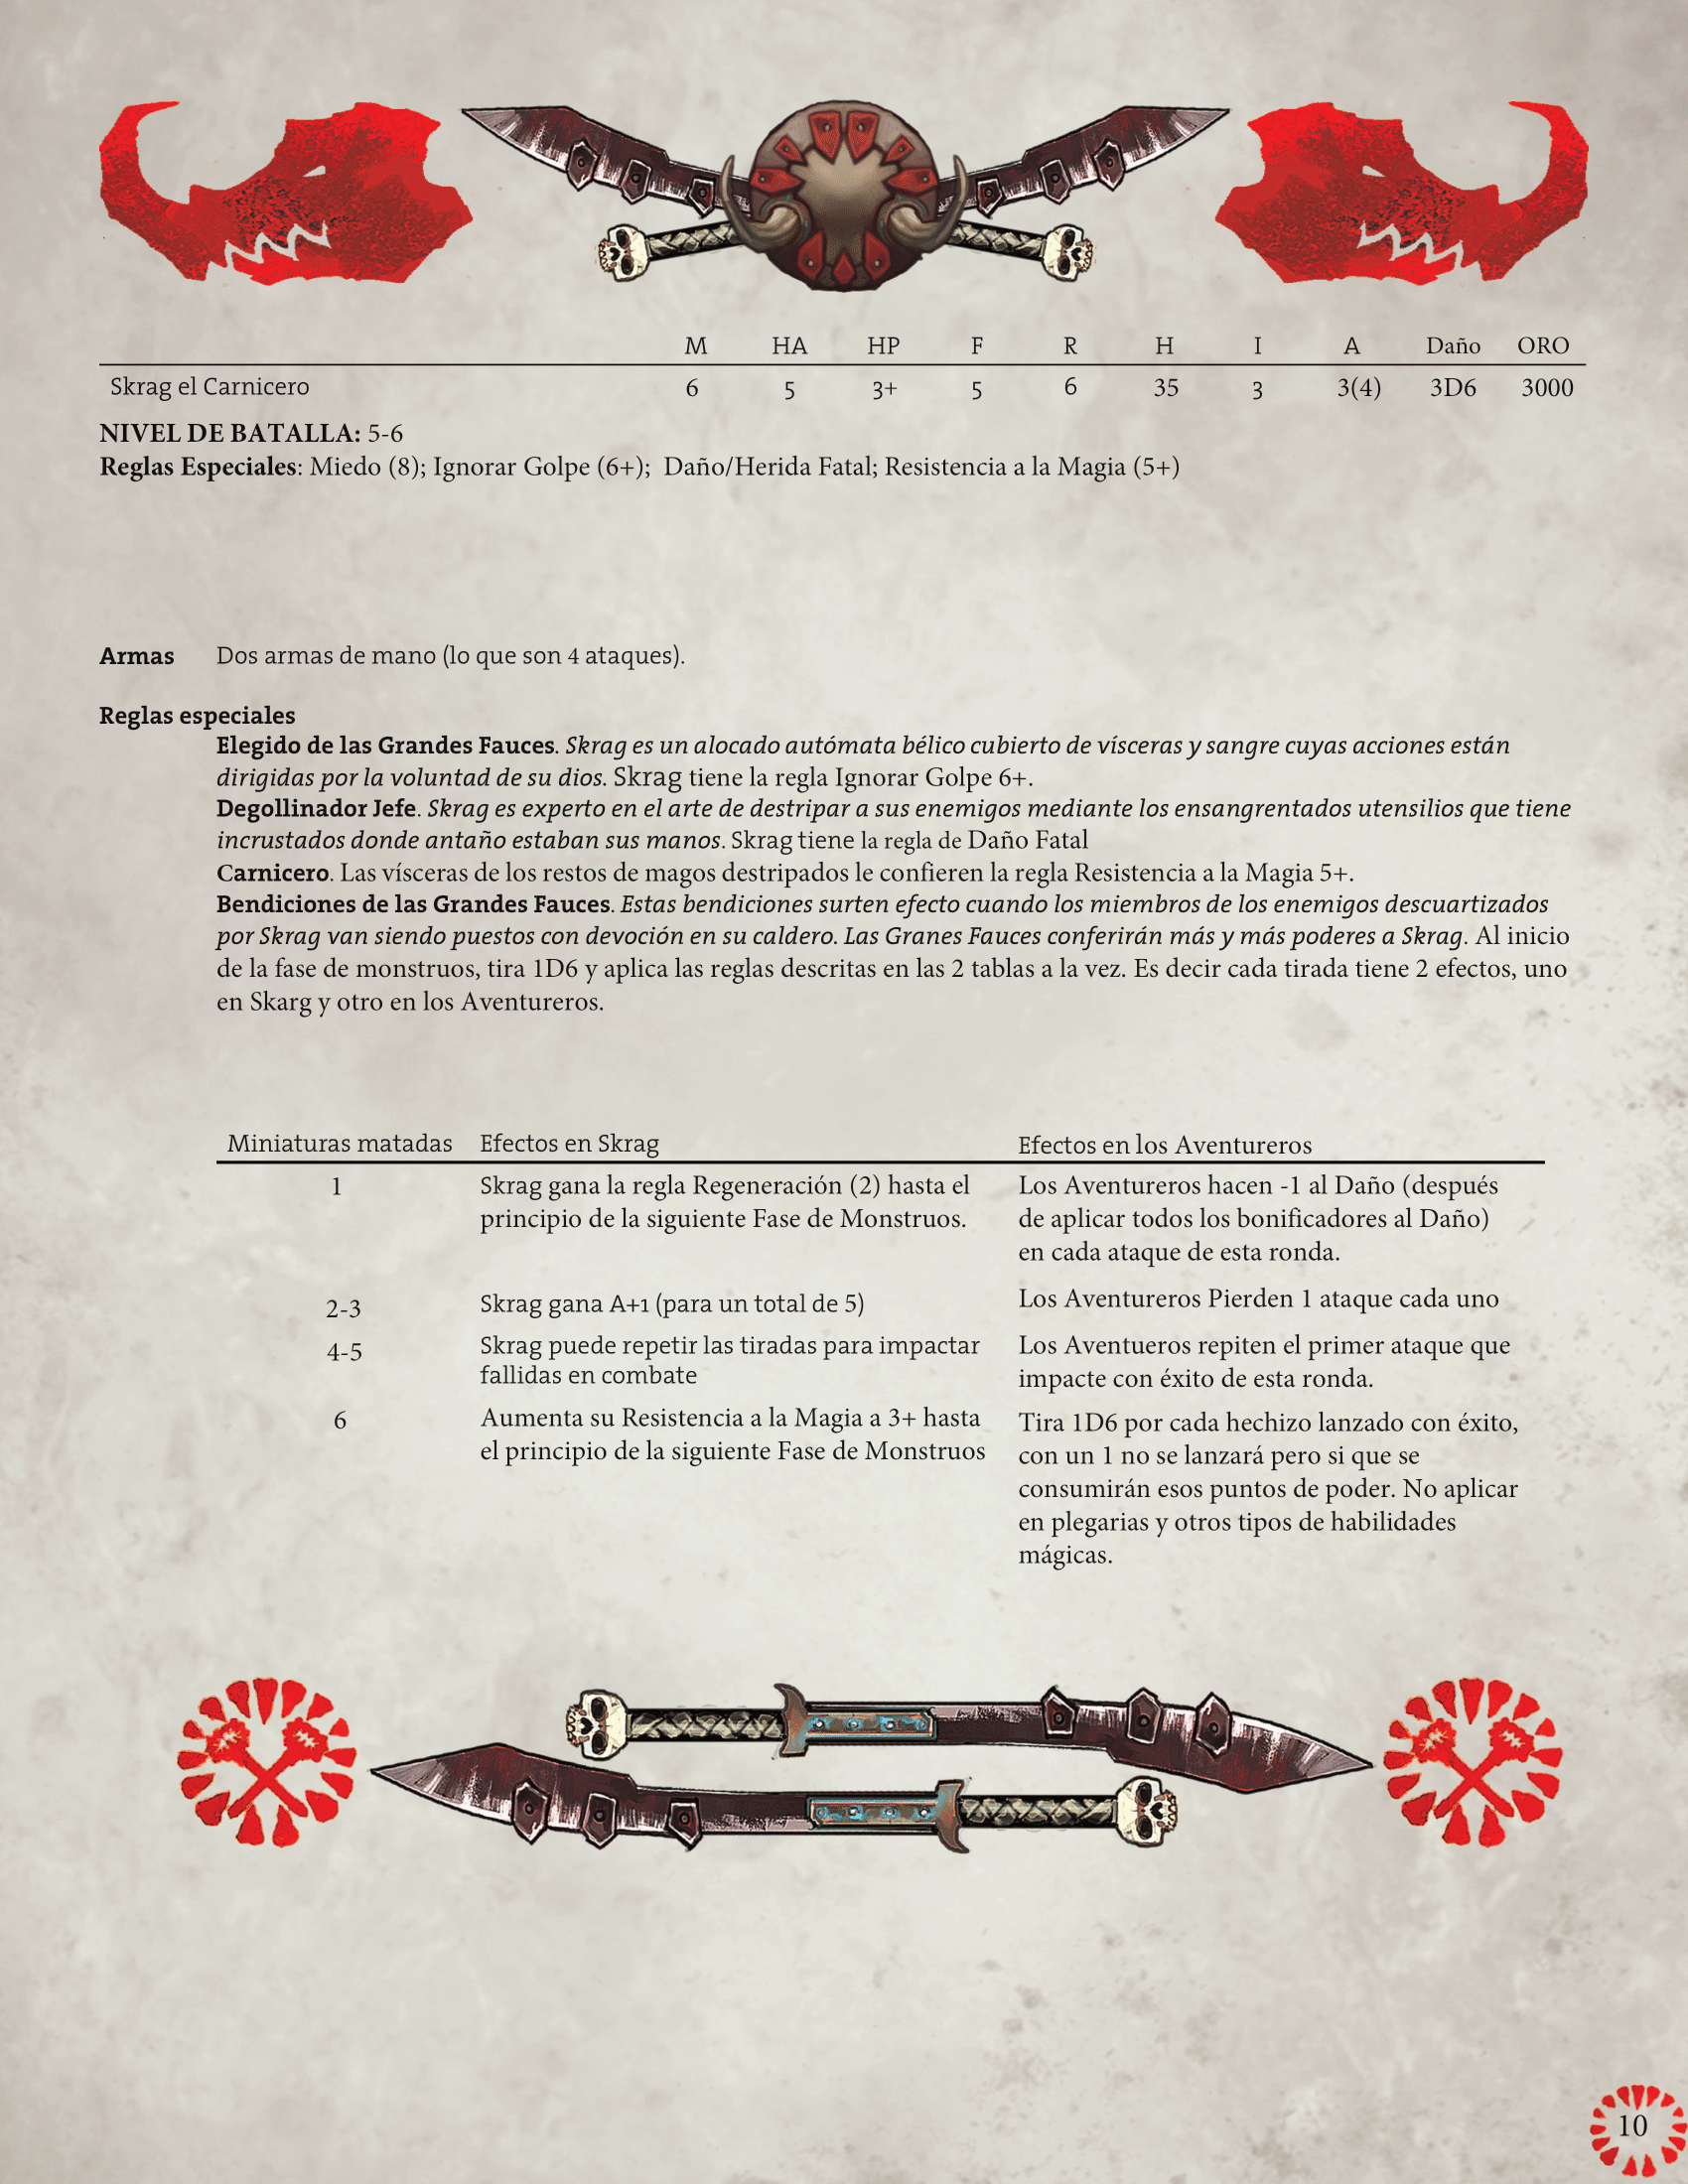 M HA HP F R H I A Daño ORO
Skrag el Carnicero 6 5 3+ 5 6 35 3 3(4) 3D6 3000
NIVEL DE BATALLA: 5-6
Reglas Especiales: Miedo (8); Ignorar Golpe (6+); Daño/Herida Fatal; Resistencia a la Magia (5+)
Armas Dos armas de mano (lo que son 4 ataques).
Reglas especiales
Elegido de las Grandes Fauces. Skrag es un alocado autómata bélico cubierto de vísceras y sangre cuyas acciones están
dirigidas por la voluntad de su dios. Skrag tiene la regla Ignorar Golpe 6+.
Degollinador Jefe. Skrag es experto en el arte de destripar a sus enemigos mediante los ensangrentados utensilios que tiene
incrustados donde antaño estaban sus manos. Skrag tiene la regla de Daño Fatal
Carnicero. Las vísceras de los restos de magos destripados le confieren la regla Resistencia a la Magia 5+.
Bendiciones de las Grandes Fauces. Estas bendiciones surten efecto cuando los miembros de los enemigos descuartizados
por Skrag van siendo puestos con devoción en su caldero. Las Granes Fauces conferirán más y más poderes a Skrag. Al inicio
de la fase de monstruos, tira 1D6 y aplica las reglas descritas en las 2 tablas a la vez. Es decir cada tirada tiene 2 efectos, uno
en Skarg y otro en los Aventureros.
Miniaturas matadas Efectos en Skrag Efectos en los Aventureros
1 Skrag gana la regla Regeneración (2) hasta el Los Aventureros hacen -1 al Daño (después
principio de la siguiente Fase de Monstruos. de aplicar todos los bonificadores al Daño)
en cada ataque de esta ronda.
2-3 Skrag gana A+1 (para un total de 5) Los Aventureros Pierden 1 ataque cada uno
4-5 Skrag puede repetir las tiradas para impactar Los Aventueros repiten el primer ataque que
fallidas en combate impacte con éxito de esta ronda.
6 Aumenta su Resistencia a la Magia a 3+ hasta Tira 1D6 por cada hechizo lanzado con éxito,
el principio de la siguiente Fase de Monstruos con un 1 no se lanzará pero si que se
consumirán esos puntos de poder. No aplicar
en plegarias y otros tipos de habilidades
mágicas.
10